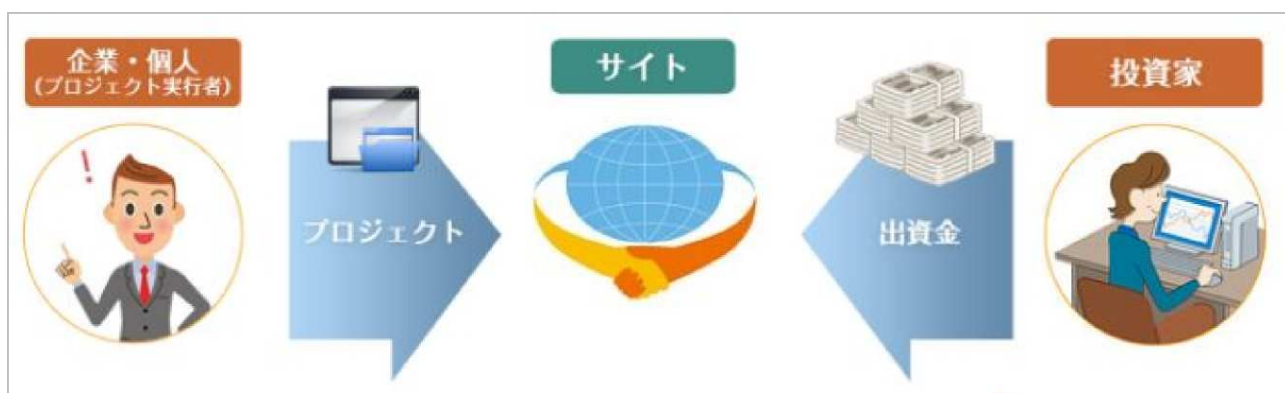 企業・個人
(プロジェクト実行者)
サイト
投資家
プロジェクト
出資金